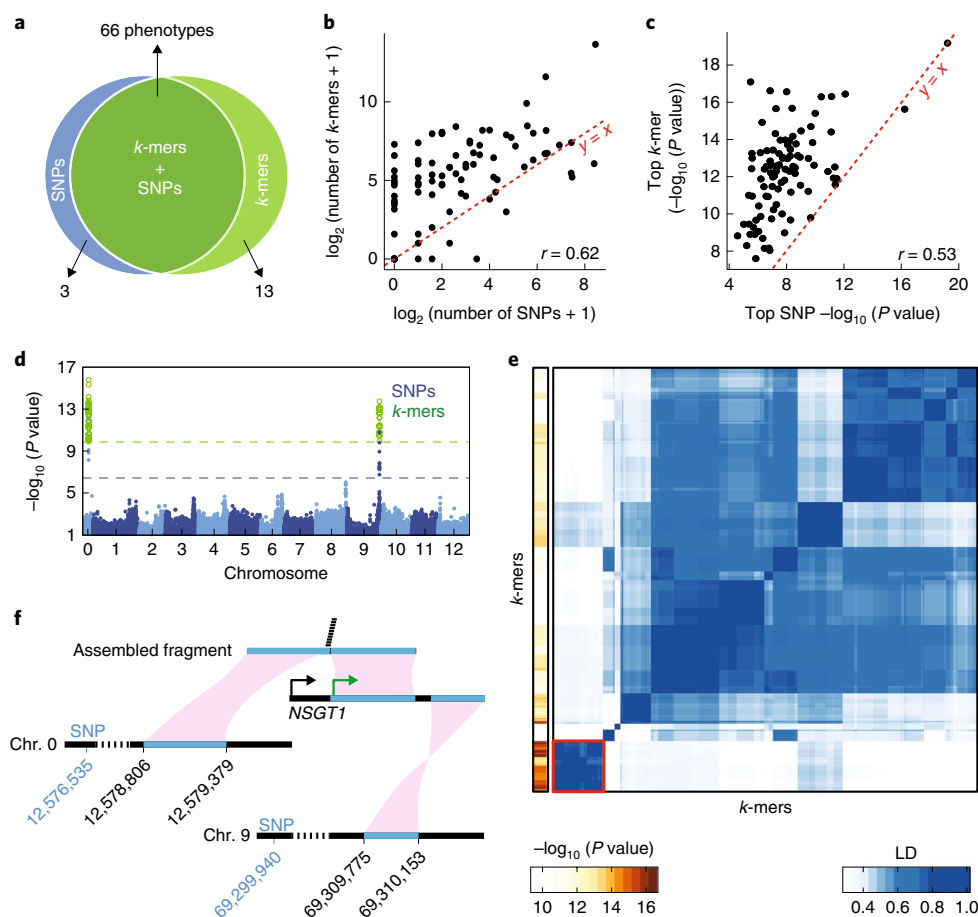 a
66 phenotypes
SNPs
k-mers
+
SNPs
k-mers
3
13
b
log2 (number of k-mers + 1)
10
5
0
0 2 4 6 8
log2 (number of SNPs + 1)
y = x
r = 0.62
c
Top k-mer
(–log10 (P value))
18
16
14
12
10
8
4 8 12 16 20
Top SNP –log10 (P value)
y = x
r = 0.53
d
–log10 (P value)
17
13
9
5
1
SNPs
k-mers
0 1 2 3 4 5 6 7 8 9 10 11 12
Chromosome
e
k-mers
k-mers
–log10 (P value)
10 12 14 16
LD
0.4 0.6 0.8 1.0
f
Assembled fragment
NSGT1
Chr. 0
SNP
12,576,535
12,578,806
12,579,379
Chr. 9
SNP
69,299,940
69,309,775
69,310,153